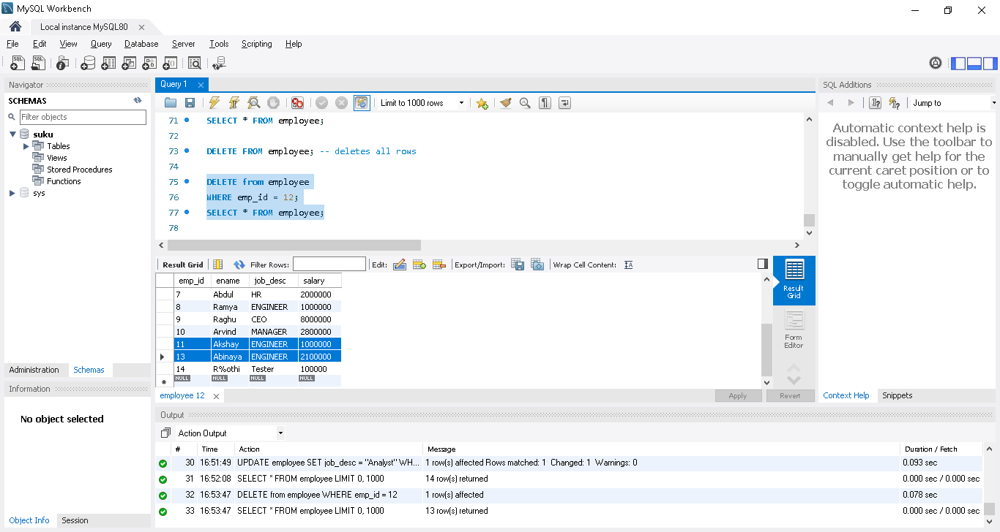 MySQL Workbench
Local instance MySQL80
File Edit View Query Database Server Tools Scripting Help
Navigator
SCHEMAS
Filter objects
suku
Tables
Views
Stored Procedures
Functions
sys
Administration Schemas
Information
No object selected
Object Info Session
Query 1
Limit to 1000 rows
71 SELECT * FROM employee;
72
73 DELETE FROM employee; -- deletes all rows
74
75 DELETE from employee
76 WHERE emp_id = 12;
77 SELECT * FROM employee;
78
Result Grid Filter Rows: Edit: Export/Import: Wrap Cell Content:
emp_id ename job_desc salary
7 Abdul HR 2000000
8 Ramya ENGINEER 1000000
9 Raghu CEO 8000000
10 Arvind MANAGER 2800000
11 Akshay ENGINEER 1000000
13 Abinaya ENGINEER 2100000
14 R%othi Tester 100000
NULL NULL NULL NULL
Result
Grid
Form
Editor
employee 12
Apply Revert
Output
Action Output
# Time Action Message Duration / Fetch
30 16:51:49 UPDATE employee SET job_desc = "Analyst" WH... 1 row(s) affected Rows matched: 1 Changed: 1 Warnings: 0 0.093 sec
31 16:52:08 SELECT * FROM employee LIMIT 0, 1000 14 row(s) returned 0.000 sec / 0.000 sec
32 16:53:47 DELETE from employee WHERE emp_id = 12 1 row(s) affected 0.078 sec
33 16:53:47 SELECT * FROM employee LIMIT 0, 1000 13 row(s) returned 0.000 sec / 0.000 sec
SQL Additions
Jump to
Automatic context help is
disabled. Use the toolbar to
manually get help for the
current caret position or to
toggle automatic help.
Context Help Snippets